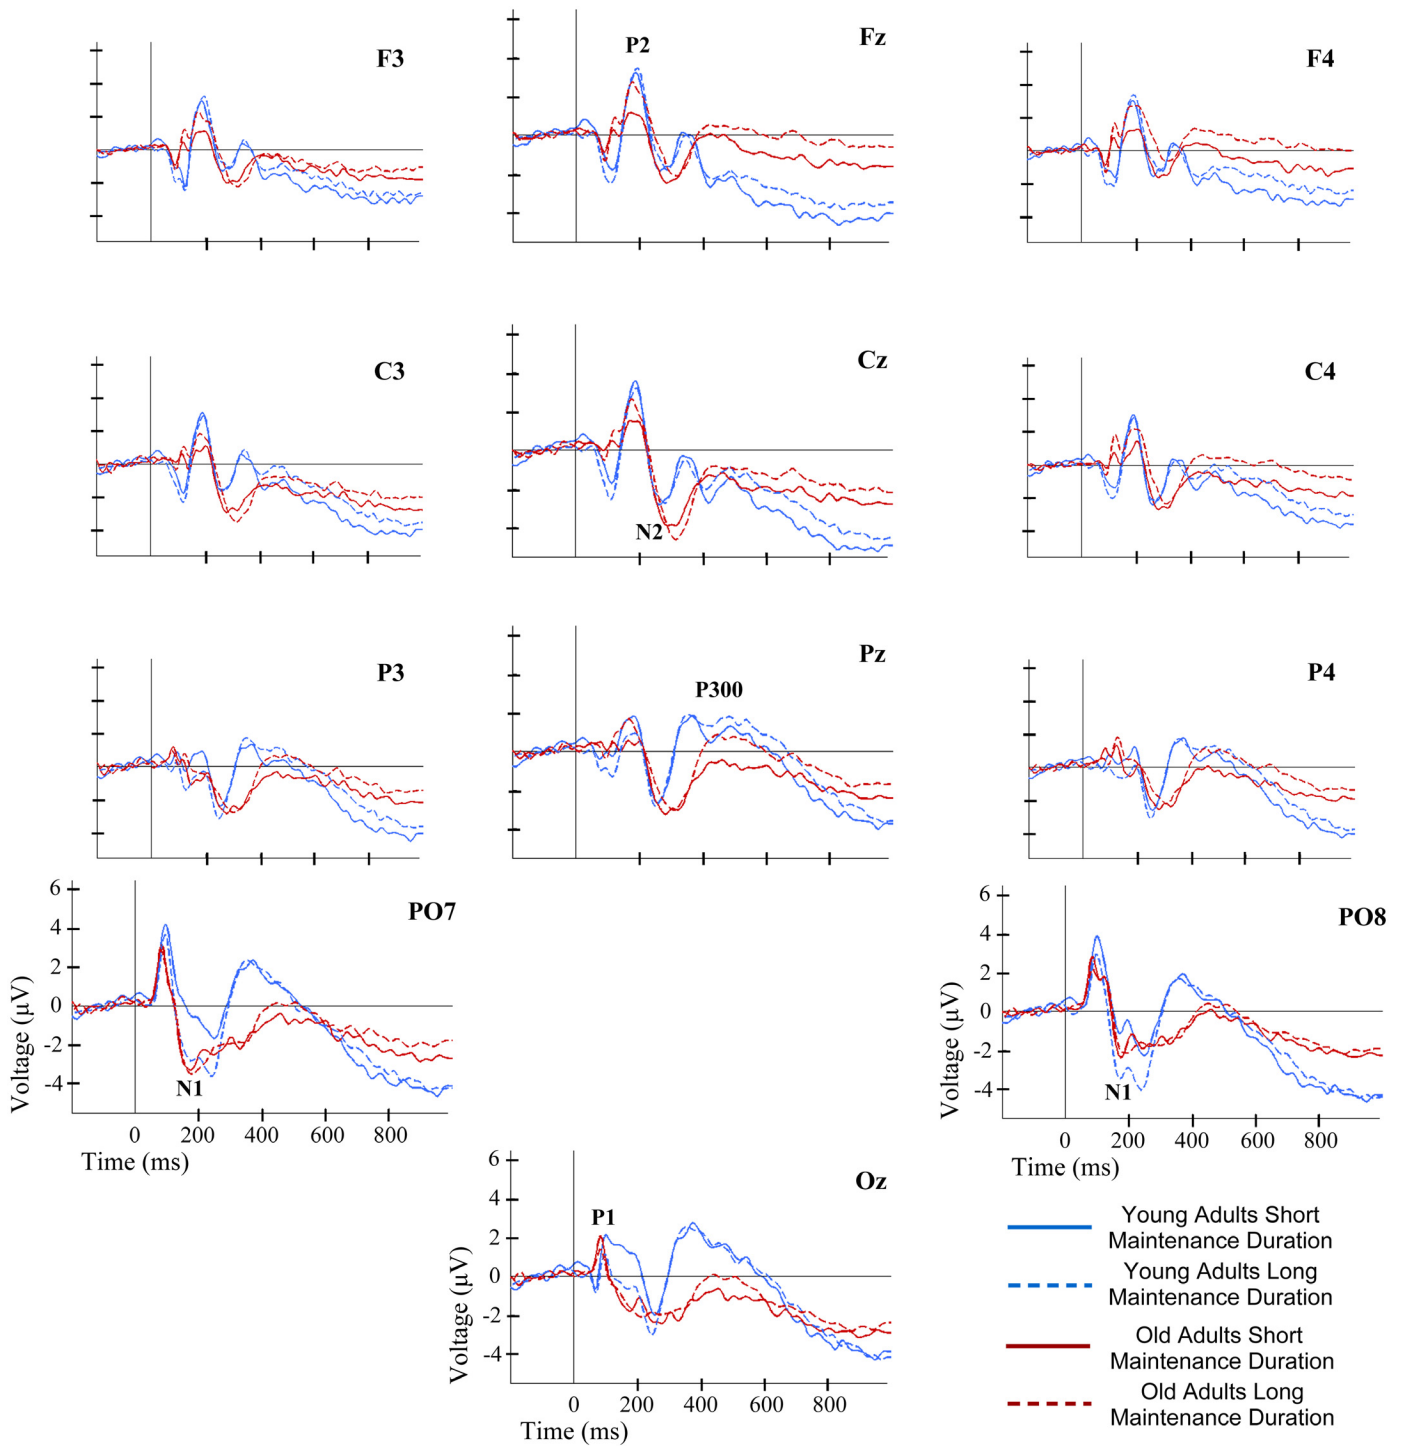 F3
P2
Fz
F4
C3
Cz
C4
N2
P3
Pz
P300
P4
PO7
6
4
2
0
-2
-4
Voltage (µV)
N1
0 200 400 600 800
Time (ms)
PO8
6
4
2
0
-2
-4
Voltage (µV)
N1
0 200 400 600 800
Time (ms)
Oz
P1
6
4
2
0
-2
-4
Voltage (µV)
0 200 400 600 800
Time (ms)
Young Adults Short
Maintenance Duration
Young Adults Long
Maintenance Duration
Old Adults Short
Maintenance Duration
Old Adults Long
Maintenance Duration